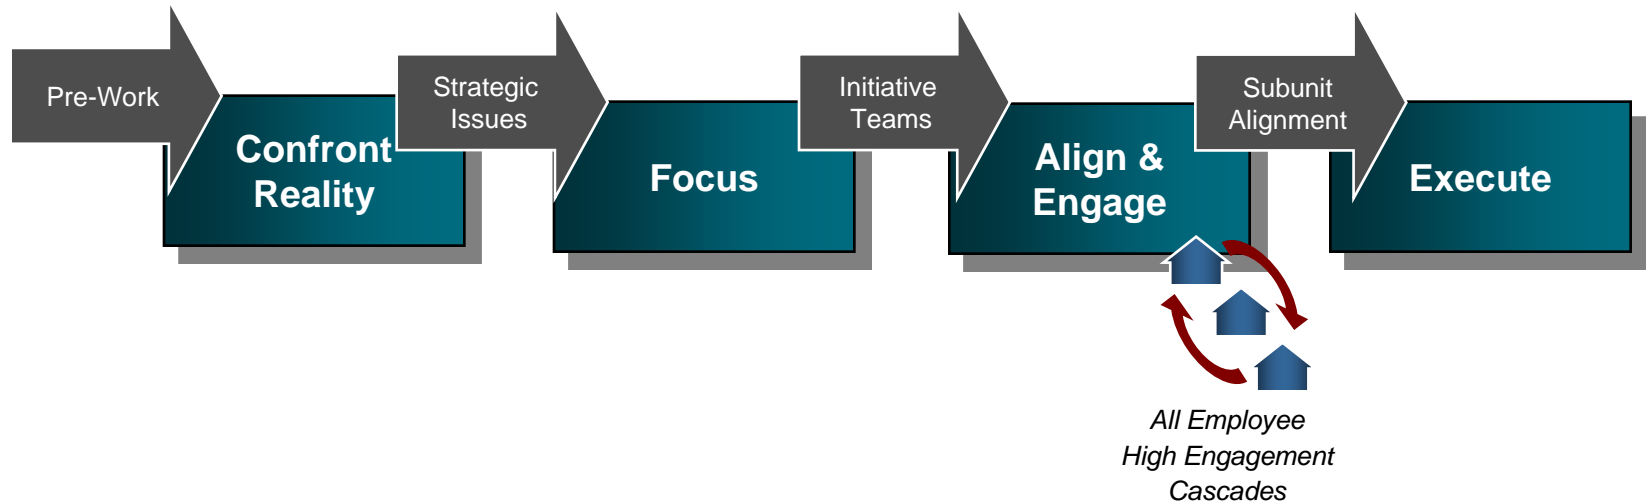 Pre-Work
Confront
Reality
Strategic
Issues
Focus
Initiative
Teams
Align &
Engage
Subunit
Alignment
Execute
All Employee
High Engagement
Cascades